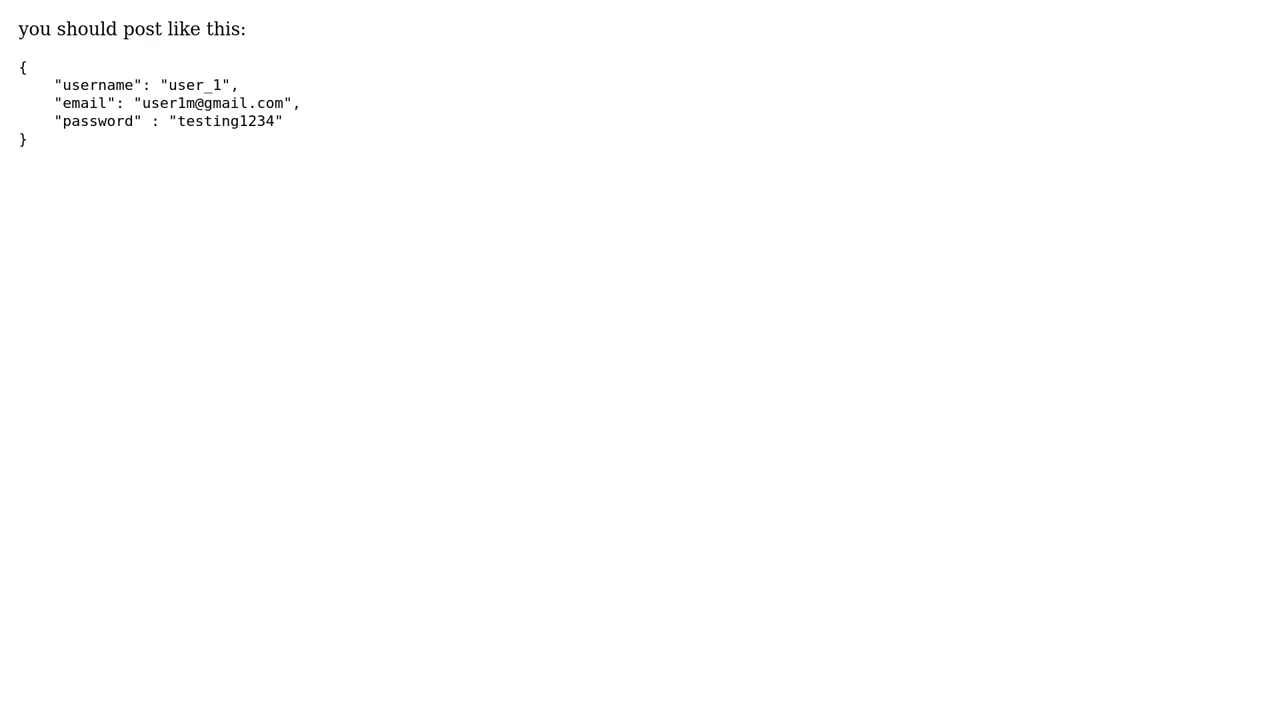 you should post like this:
{
    "username": "user_1",
    "email": "user1m@gmail.com",
    "password" : "testing1234"
}